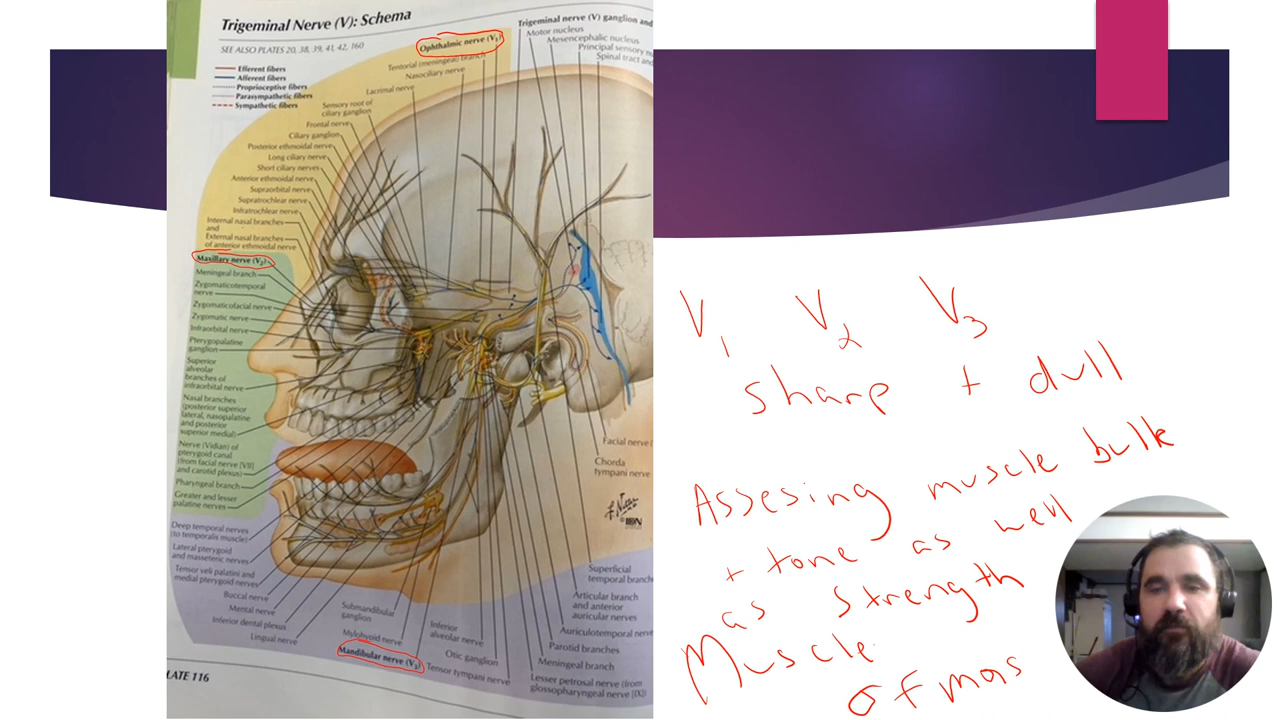 Trigeminal Nerve (V): Schema
SEE ALSO PLATES 20, 38, 39, 41, 42, 160
Efferent fibers
Afferent fibers
Proprioceptive fibers
Parasympathetic fibers
Sympathetic fibers
Ophthalmic nerve (V₁)
Tentorial (meningeal) branch
Nasociliary nerve
Lacrimal nerve
Sensory root of
ciliary ganglion
Frontal nerve
Ciliary ganglion
Posterior ethmoidal nerve
Long ciliary nerve
Short ciliary nerves
Anterior ethmoidal nerve
Supraorbital nerve
Supratrochlear nerve
Infratrochlear nerve
Internal nasal branches
and
External nasal branches
of anterior ethmoidal nerve
Maxillary nerve (V₂)
Meningeal branch
Zygomaticotemporal
nerve
Zygomaticofacial nerve
Zygomatic nerve
Infraorbital nerve
Pterygopalatine
ganglion
Superior
alveolar
branches of
infraorbital nerve
Nasal branches
(posterior superior
lateral, nasopalatine
and posterior
superior medial)
Nerve (Vidian) of
pterygoid canal
(from facial nerve [VII]
and carotid plexus)
Pharyngeal branch
Greater and lesser
palatine nerves
Deep temporal nerves
(to temporalis muscle)
Lateral pterygoid
and masseteric nerves
Tensor veli palatini and
medial pterygoid nerves
Buccal nerve
Mental nerve
Inferior dental plexus
Lingual nerve
Submandibular
ganglion
Mylohyoid nerve
Mandibular nerve (V₃)
Inferior
alveolar nerve
Otic ganglion
Tensor tympani nerve
Trigeminal nerve (V) ganglion and
Motor nucleus
Mesencephalic nucleus
Principal sensory
Spinal tract
Facial nerve
Chorda
tympani nerve
Superficial
temporal branch
Articular branch
and anterior
auricular nerves
Auriculotemporal
Parotid branches
Meningeal branch
Lesser petrosal nerve (from
glossopharyngeal nerve [IX])
LATE 116
V₁ V₂ V₃
sharp + dull
Assesing muscle bulk
+ tone as well
as strength
Muscle
of mas